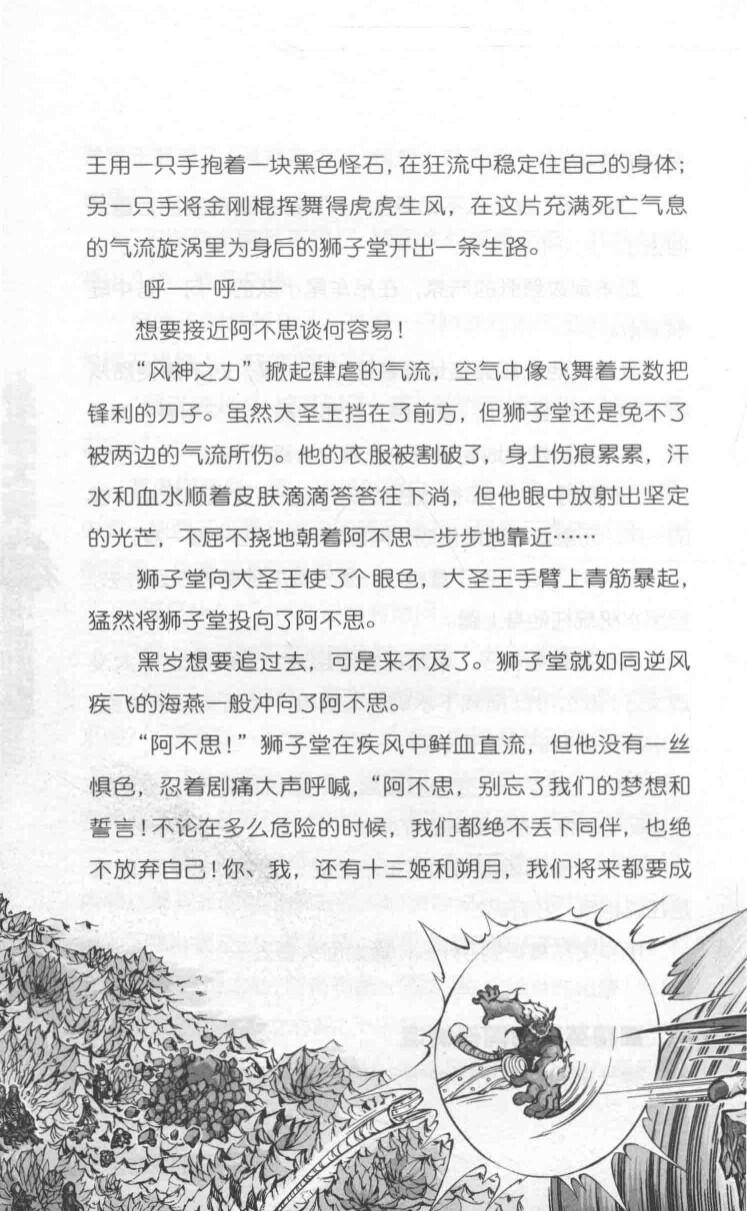 王用一只手抱着一块黑色怪石，在狂流中稳定住自己的身体；
另一只手将金刚棍挥舞得虎虎生风，在这片充满死亡气息
的气流旋涡里为身后的狮子堂开出一条生路。
呼——呼——
想要接近阿不思谈何容易！
“风神之力”掀起肆虐的气流，空气中像飞舞着无数把
锋利的刀子。虽然大圣王挡在了前方，但狮子堂还是免不了
被两边的气流所伤。他的衣服被割破了，身上伤痕累累，汗
水和血水顺着皮肤滴滴答答往下淌，但他眼中放射出坚定
的光芒，不屈不挠地朝着阿不思一步步地靠近……
狮子堂向大圣王使了个眼色，大圣王手臂上青筋暴起，
猛然将狮子堂投向了阿不思。
黑岁想要追过去，可是来不及了。狮子堂就如同逆风
疾飞的海燕一般冲向了阿不思。
“阿不思！”狮子堂在疾风中鲜血直流，但他没有一丝
惧色，忍着剧痛大声呼喊，“阿不思，别忘了我们的梦想和
誓言！不论在多么危险的时候，我们都绝不丢下同伴，也绝
不放弃自己！你、我，还有十三姬和朔月，我们将来都要成